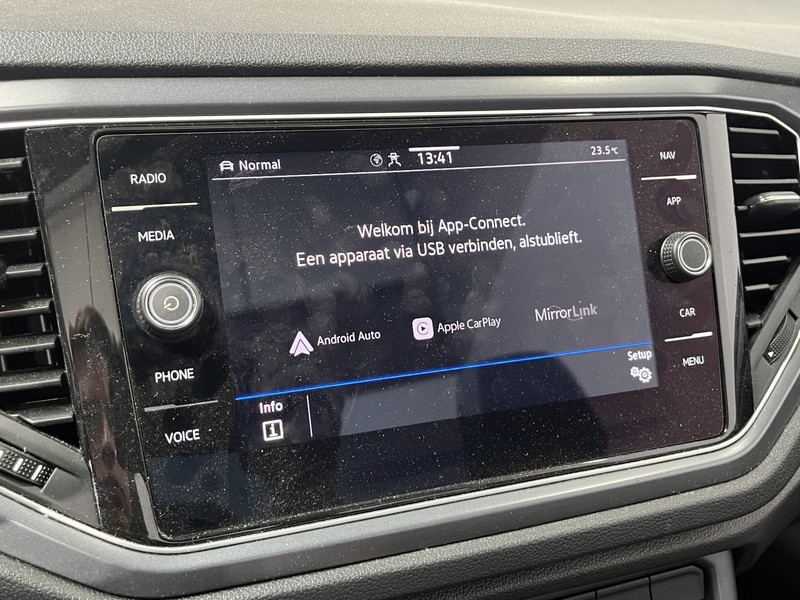 RADIO
MEDIA
PHONE
VOICE
Normal
13:41
23.5°C
Welkom bij App-Connect.
Een apparaat via USB verbinden, alstublieft.
Android Auto
Apple CarPlay
MirrorLink
Info
Setup
NAV
APP
CAR
MENU